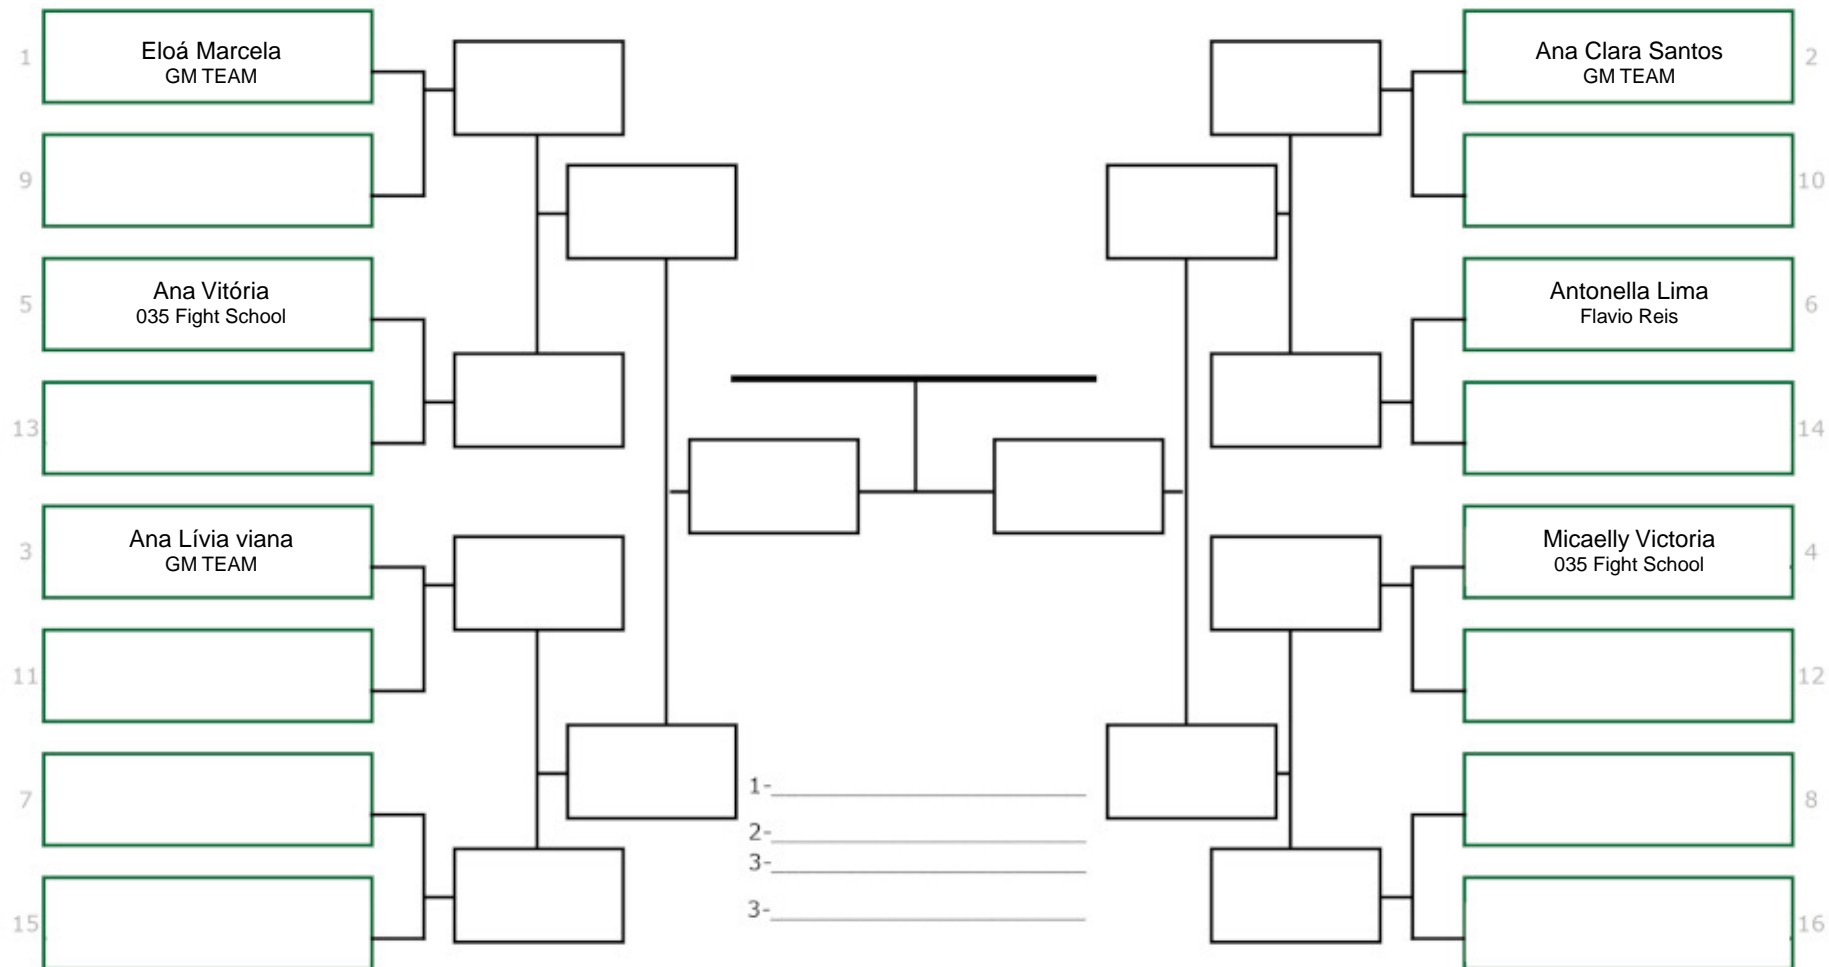 1
Eloá Marcela
GM TEAM
9
5
Ana Vitória
035 Fight School
13
3
Ana Lívia viana
GM TEAM
11
7
15
1-
2-
3-
3-
Ana Clara Santos
GM TEAM
2
10
Antonella Lima
Flavio Reis
6
14
Micaelly Victoria
035 Fight School
4
12
8
16